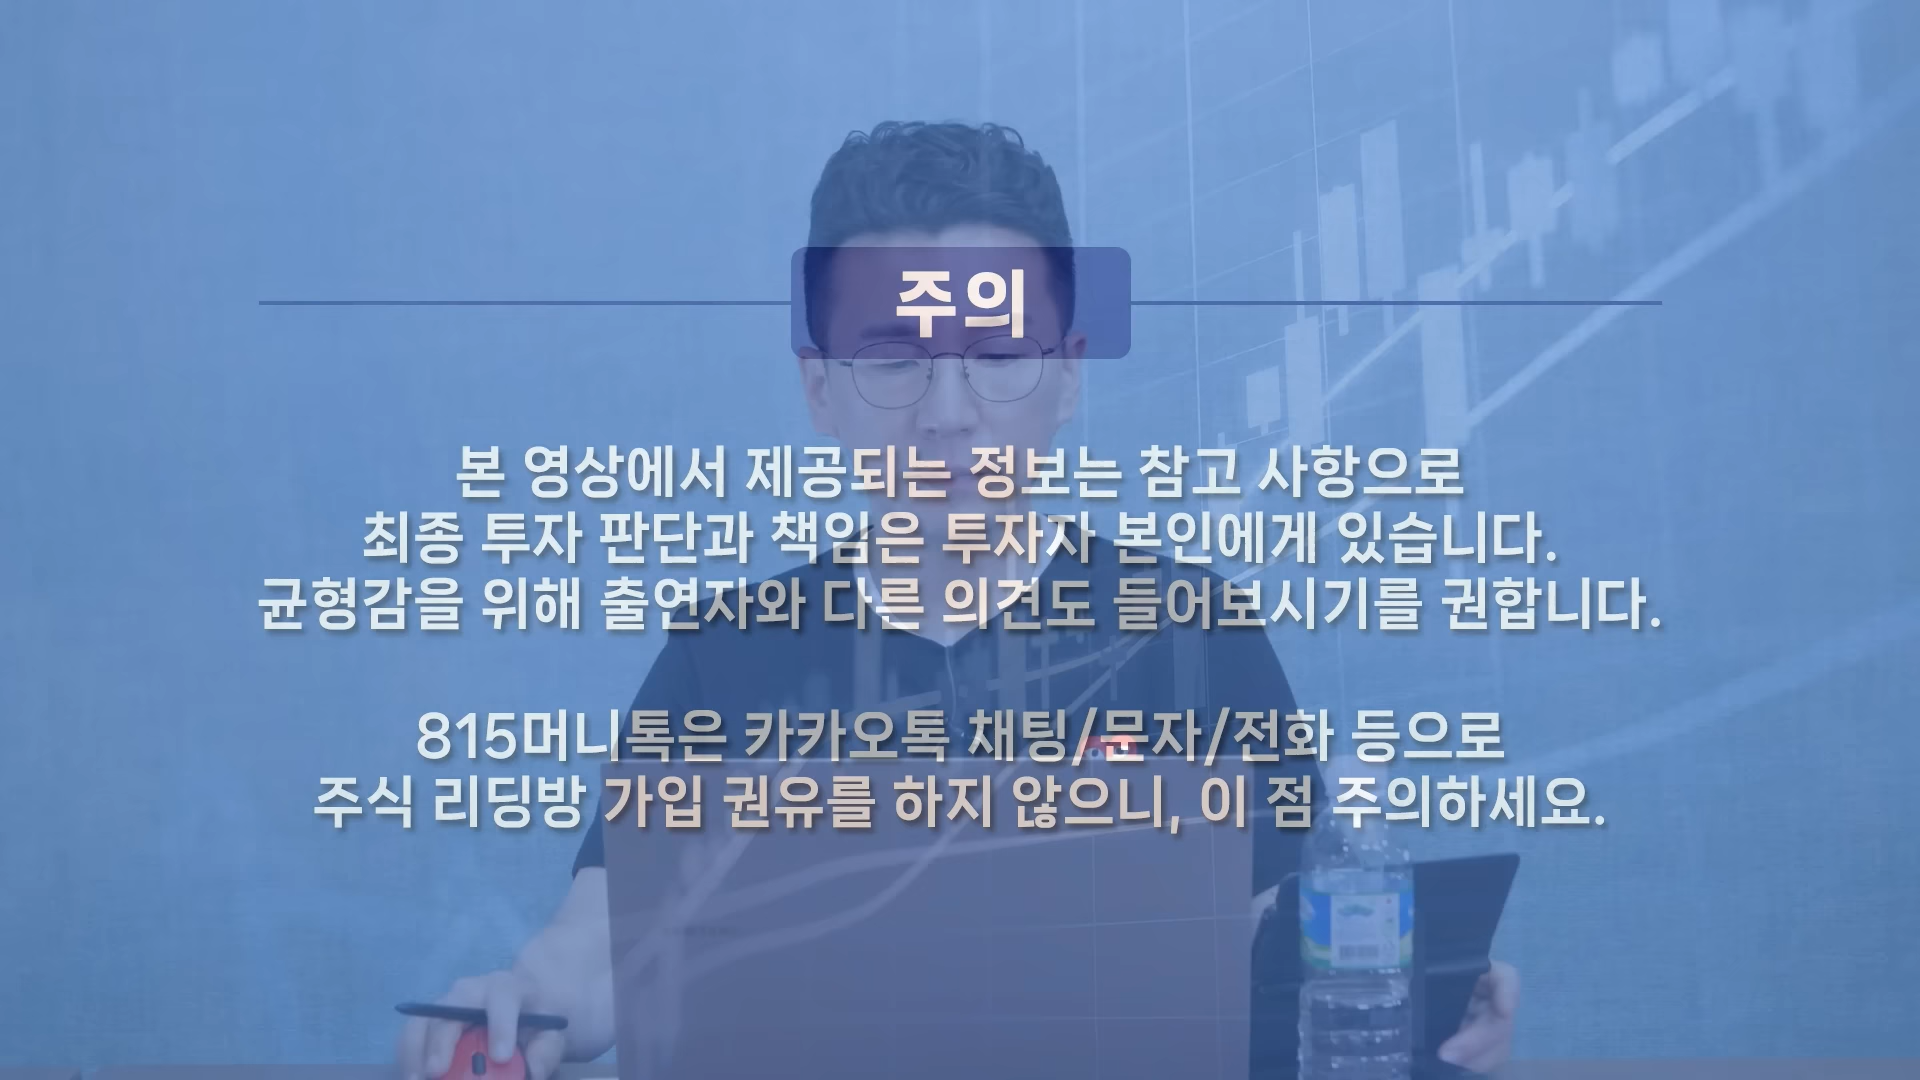 주의
본 영상에서 제공되는 정보는 참고 사항으로
최종 투자 판단과 책임은 투자자 본인에게 있습니다.
균형감을 위해 출연자와 다른 의견도 들어보시기를 권합니다.
815머니톡은 카카오톡 채팅/문자/전화 등으로
주식 리딩방 가입 권유를 하지 않으니, 이 점 주의하세요.